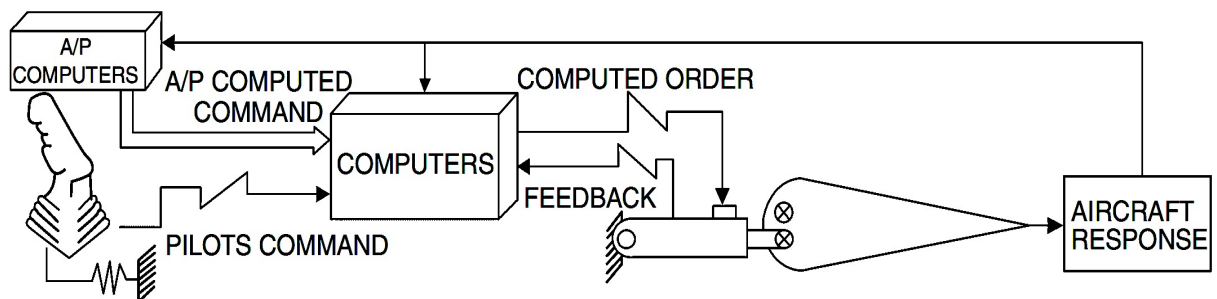 A/P
COMPUTERS
A/P COMPUTED
COMMAND
COMPUTED ORDER
COMPUTERS
FEEDBACK
PILOTS COMMAND
AIRCRAFT
RESPONSE